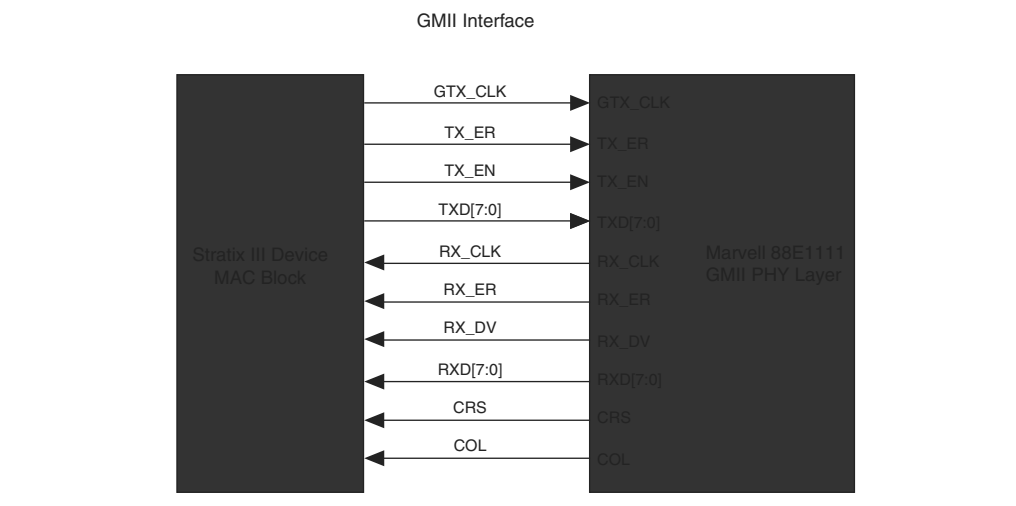 GMII Interface
GTX_CLK
GTX_CLK
TX_ER
TX_ER
TX_EN
TX_EN
TXD[7:0]
TXD[7:0]
Stratix III Device
MAC Block
RX_CLK
RX_CLK
Marvell 88E1111
GMII PHY Layer
RX_ER
RX_ER
RX_DV
RX_DV
RXD[7:0]
RXD[7:0]
CRS
CRS
COL
COL